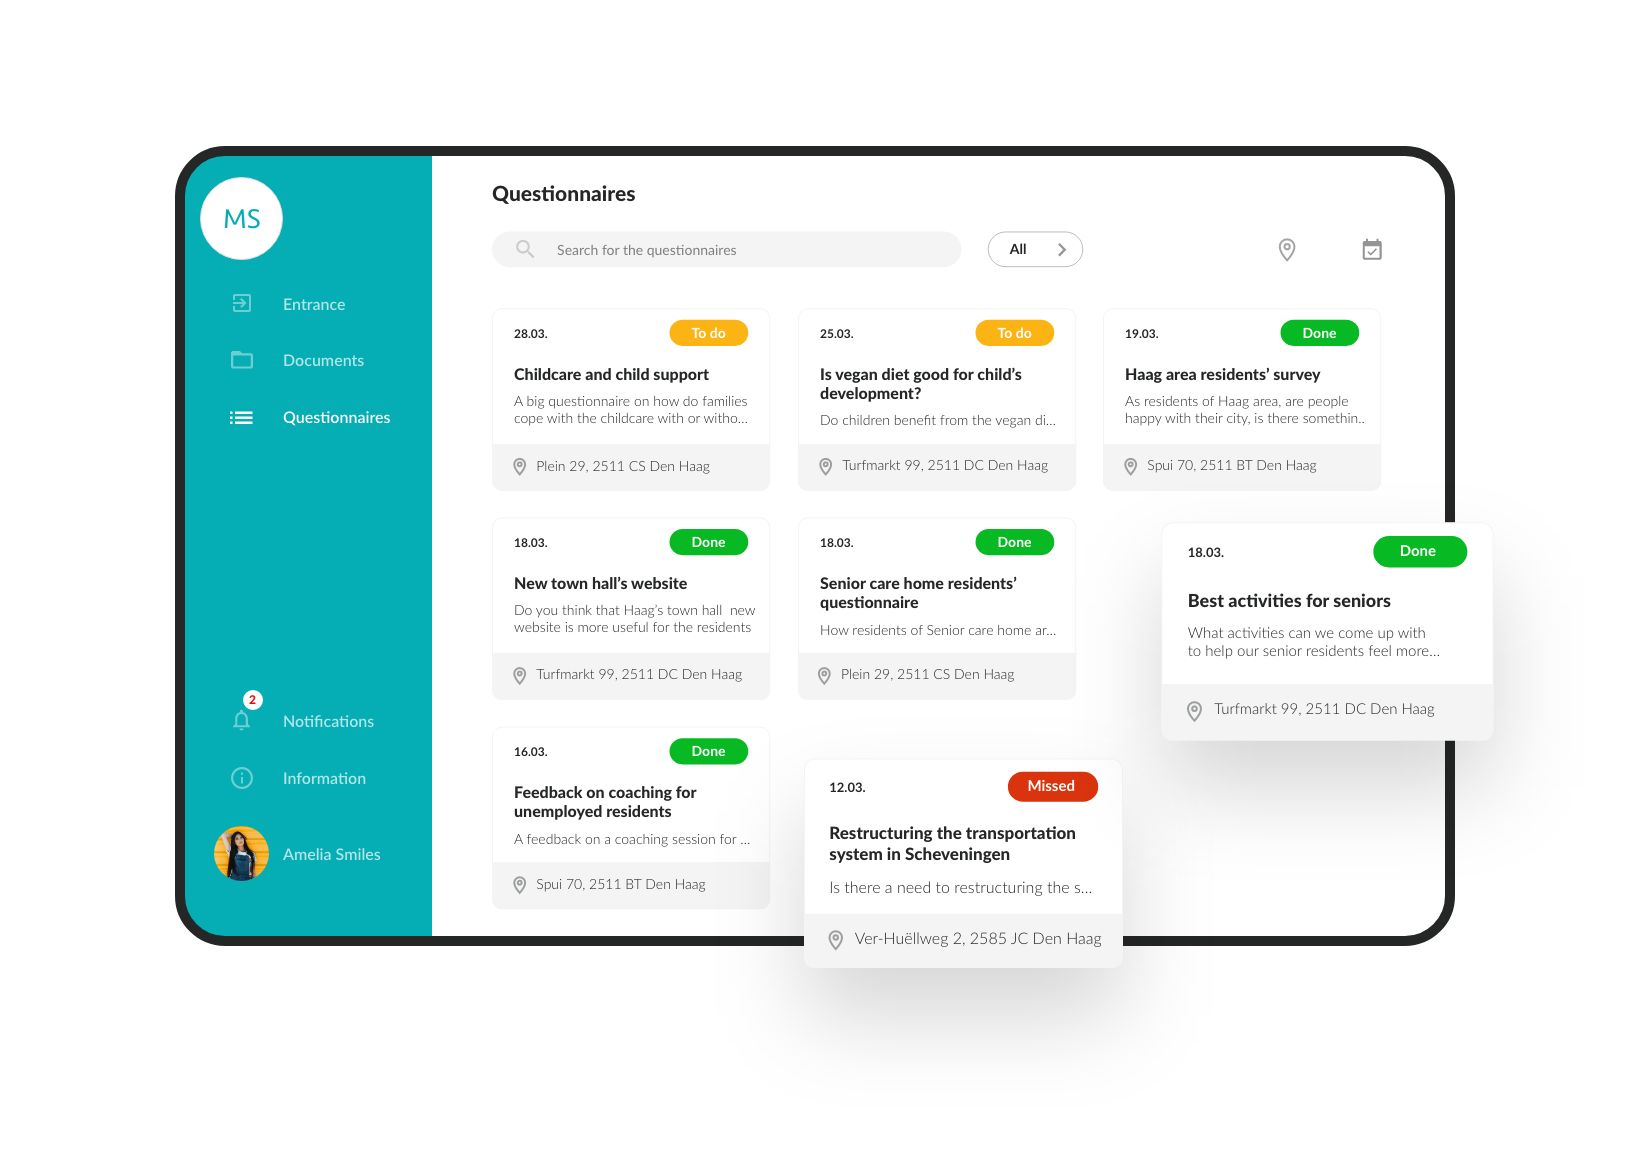 MS
Entrance
Documents
Questionnaires
2
Notifications
Information
Amelia Smiles
Questionnaires
Search for the questionnaires
All
28.03.
To do
Childcare and child support
A big questionnaire on how do families
cope with the childcare with or witho...
Plein 29, 2511 CS Den Haag
25.03.
To do
Is vegan diet good for child’s
development?
Do children benefit from the vegan di...
Turfmarkt 99, 2511 DC Den Haag
19.03.
Done
Haag area residents’ survey
As residents of Haag area, are people
happy with their city, is there somethin..
Spui 70, 2511 BT Den Haag
18.03.
Done
New town hall’s website
Do you think that Haag’s town hall  new
website is more useful for the residents
Turfmarkt 99, 2511 DC Den Haag
18.03.
Done
Senior care home residents’
questionnaire
How residents of Senior care home ar...
Plein 29, 2511 CS Den Haag
18.03.
Done
Best activities for seniors
What activities can we come up with
to help our senior residents feel more...
Turfmarkt 99, 2511 DC Den Haag
16.03.
Done
Feedback on coaching for
unemployed residents
A feedback on a coaching session for ...
Spui 70, 2511 BT Den Haag
12.03.
Missed
Restructuring the transportation
system in Scheveningen
Is there a need to restructuring the s...
Ver-Huëllweg 2, 2585 JC Den Haag